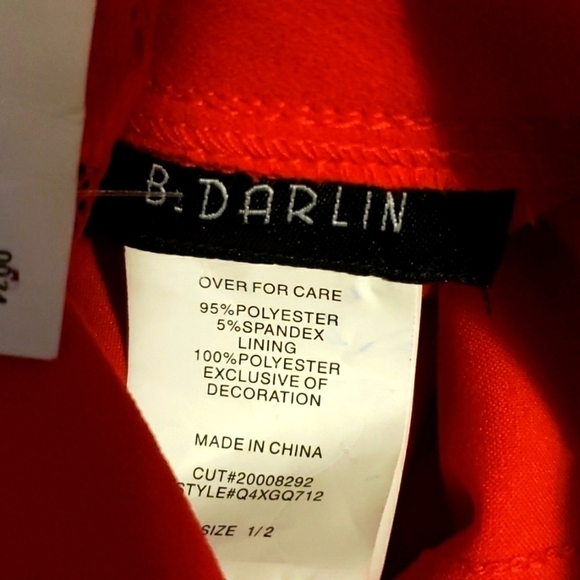 B. DARLIN
OVER FOR CARE
95%POLYESTER
5%SPANDEX
LINING
100%POLYESTER
EXCLUSIVE OF
DECORATION
MADE IN CHINA
CUT#20008292
STYLE#Q4XGQ712
SIZE 1/2